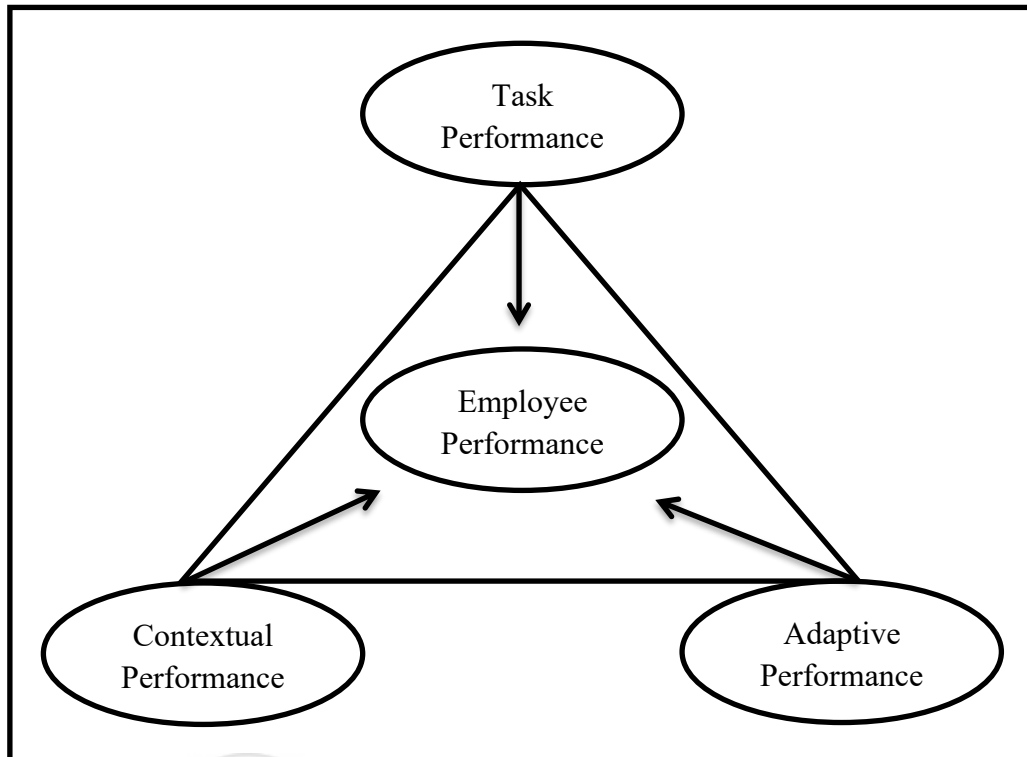 Task
Performance
Employee
Performance
Contextual
Performance
Adaptive
Performance